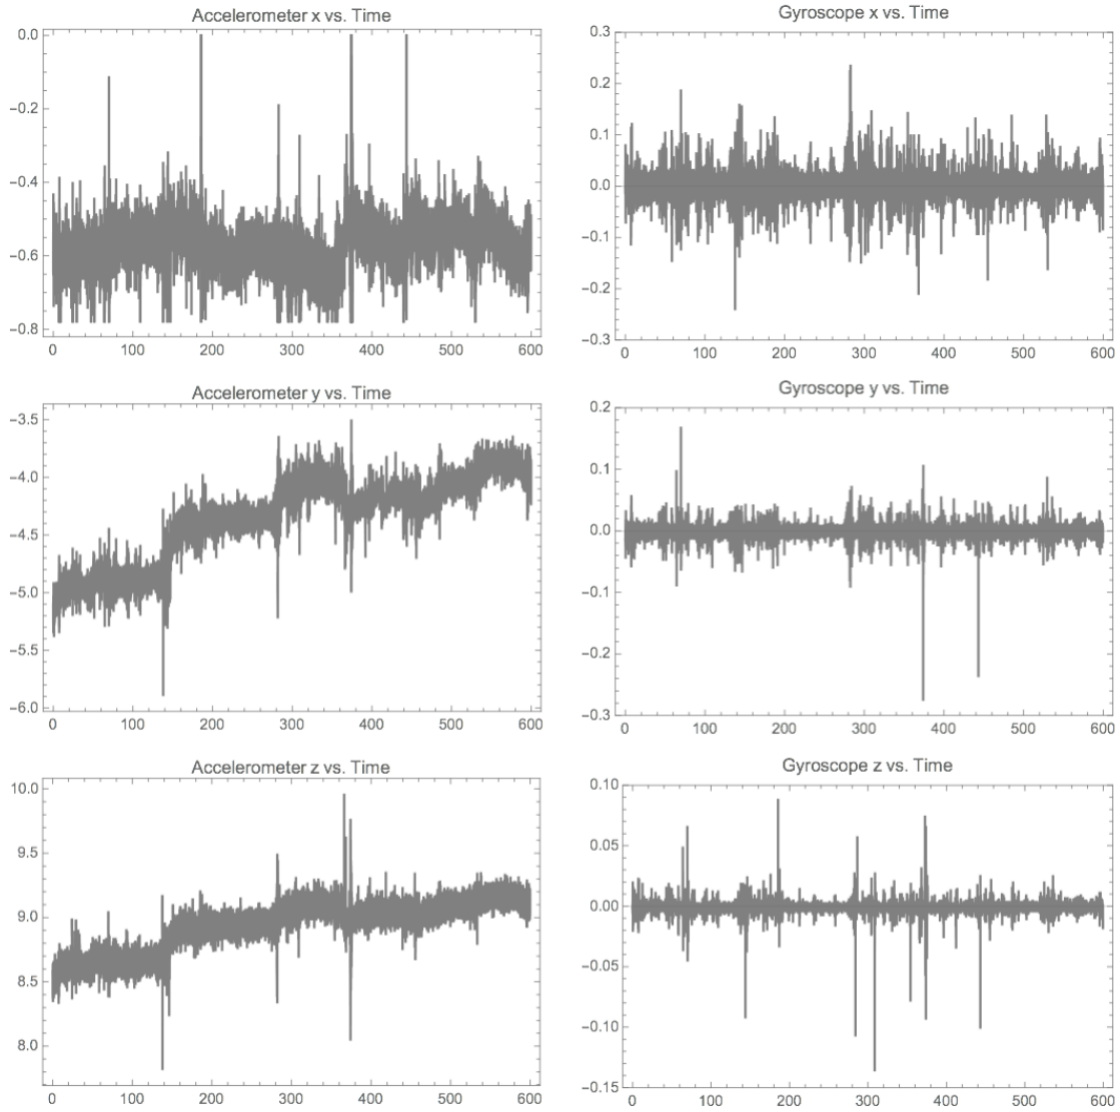 Accelerometer x vs. Time
0.0
−0.2
−0.4
−0.6
−0.8
0 100 200 300 400 500 600
Gyroscope x vs. Time
0.3
0.2
0.1
0.0
−0.1
−0.2
−0.3
0 100 200 300 400 500 600
Accelerometer y vs. Time
−3.5
−4.0
−4.5
−5.0
−5.5
−6.0
0 100 200 300 400 500 600
Gyroscope y vs. Time
0.2
0.1
0.0
−0.1
−0.2
−0.3
0 100 200 300 400 500 600
Accelerometer z vs. Time
10.0
9.5
9.0
8.5
8.0
0 100 200 300 400 500 600
Gyroscope z vs. Time
0.10
0.05
0.00
−0.05
−0.10
−0.15
0 100 200 300 400 500 600